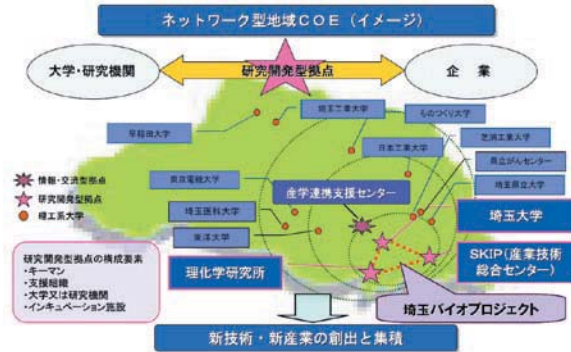 ネットワーク型地域COE（イメージ）
大学・研究機関
研究開発型拠点
企業
埼玉工業大学
ものつくり大学
早稲田大学
日本工業大学
芝浦工業大学
県立がんセンター
埼玉県立大学
東京電機大学
産学連携支援センター
情報・交流型拠点
研究開発型拠点
理工系大学
埼玉医科大学
埼玉大学
東洋大学
理化学研究所
SKIP（産業技術
総合センター）
研究開発型拠点の構成要素
・キーマン
・支援組織
・大学又は研究機関
・インキュベーション施設
埼玉バイオプロジェクト
新技術・新産業の創出と集積